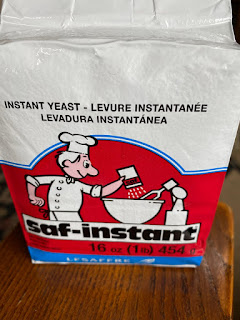 INSTANT YEAST - LEVURE INSTANTANÉE
LEVADURA INSTANTÁNEA
saf-instant
16 oz (1 lb) 454
LESAFFRE